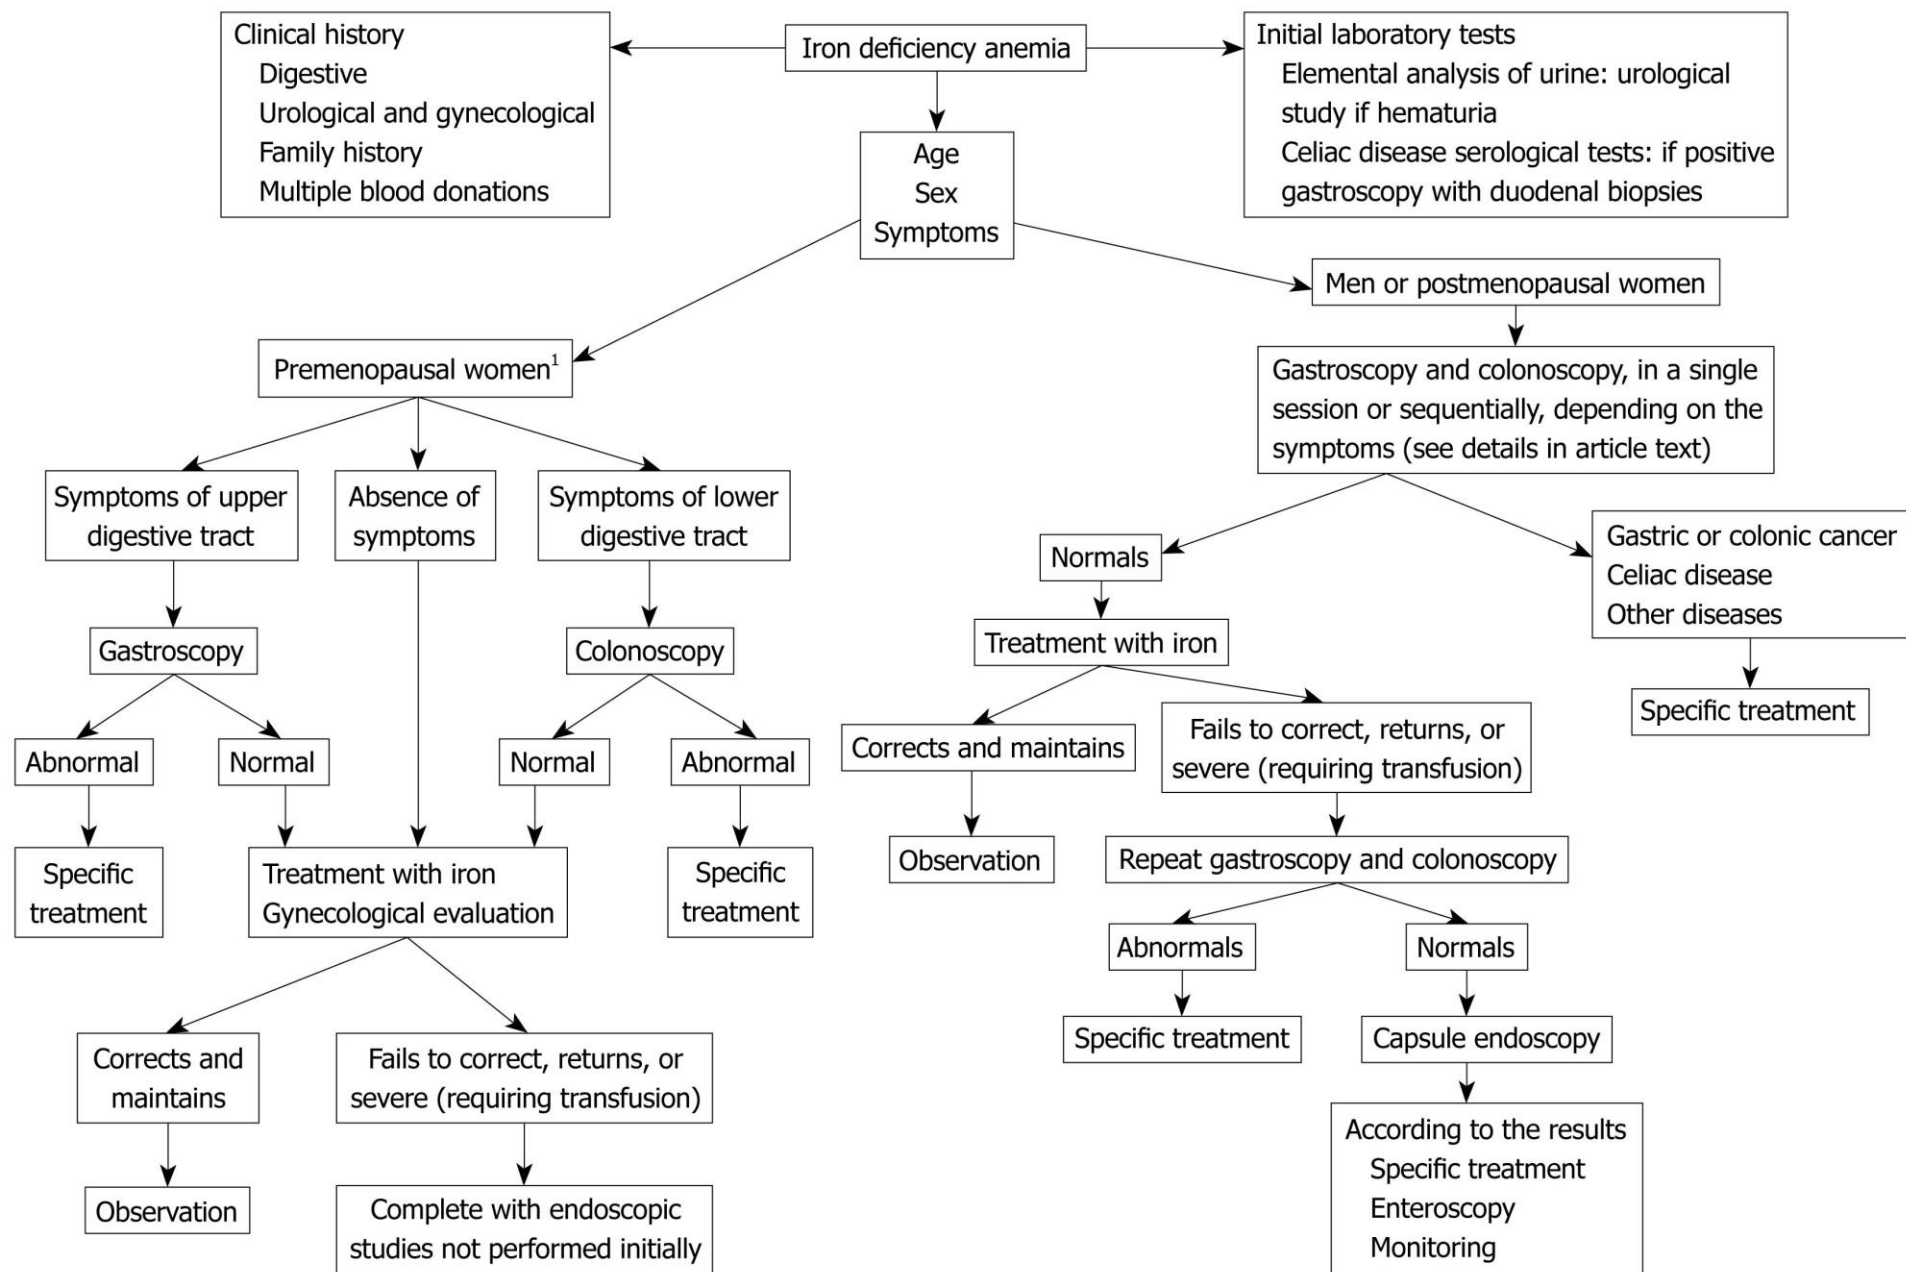 Clinical history
Digestive
Urological and gynecological
Family history
Multiple blood donations
Iron deficiency anemia
Initial laboratory tests
Elemental analysis of urine: urological
study if hematuria
Celiac disease serological tests: if positive
gastroscopy with duodenal biopsies
Age
Sex
Symptoms
Premenopausal women¹
Men or postmenopausal women
Symptoms of upper
digestive tract
Absence of
symptoms
Symptoms of lower
digestive tract
Gastroscopy
Colonoscopy
Abnormal
Normal
Normal
Abnormal
Specific
treatment
Treatment with iron
Gynecological evaluation
Specific
treatment
Corrects and
maintains
Fails to correct, returns, or
severe (requiring transfusion)
Observation
Complete with endoscopic
studies not performed initially
Gastroscopy and colonoscopy, in a single
session or sequentially, depending on the
symptoms (see details in article text)
Normals
Gastric or colonic cancer
Celiac disease
Other diseases
Treatment with iron
Specific treatment
Corrects and maintains
Fails to correct, returns, or
severe (requiring transfusion)
Observation
Repeat gastroscopy and colonoscopy
Abnormals
Normals
Specific treatment
Capsule endoscopy
According to the results
Specific treatment
Enteroscopy
Monitoring